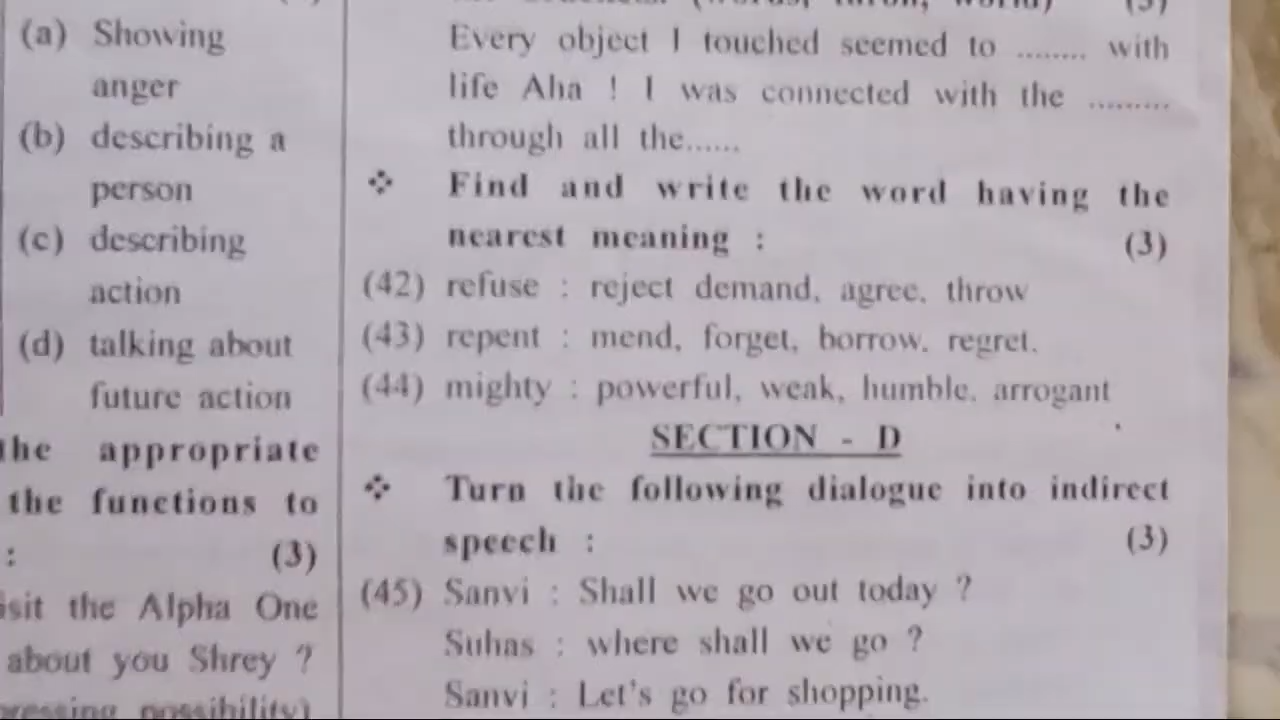 (a) Showing
anger
(b) describing a
person
(c) describing
action
(d) talking about
future action
the appropriate
the functions to
: (3)
the Alpha One
about you Shrey ?
possibility)
(3)
Every object I touched seemed to ........ with
life Aha ! I was connected with the .........
through all the......
❖ Find and write the word having the
nearest meaning : (3)
(42) refuse : reject demand, agree, throw
(43) repent : mend, forget, borrow. regret.
(44) mighty : powerful, weak, humble, arrogant
SECTION - D
❖ Turn the following dialogue into indirect
speech : (3)
(45) Sanvi : Shall we go out today ?
Suhas : where shall we go ?
Sanvi : Let's go for shopping.